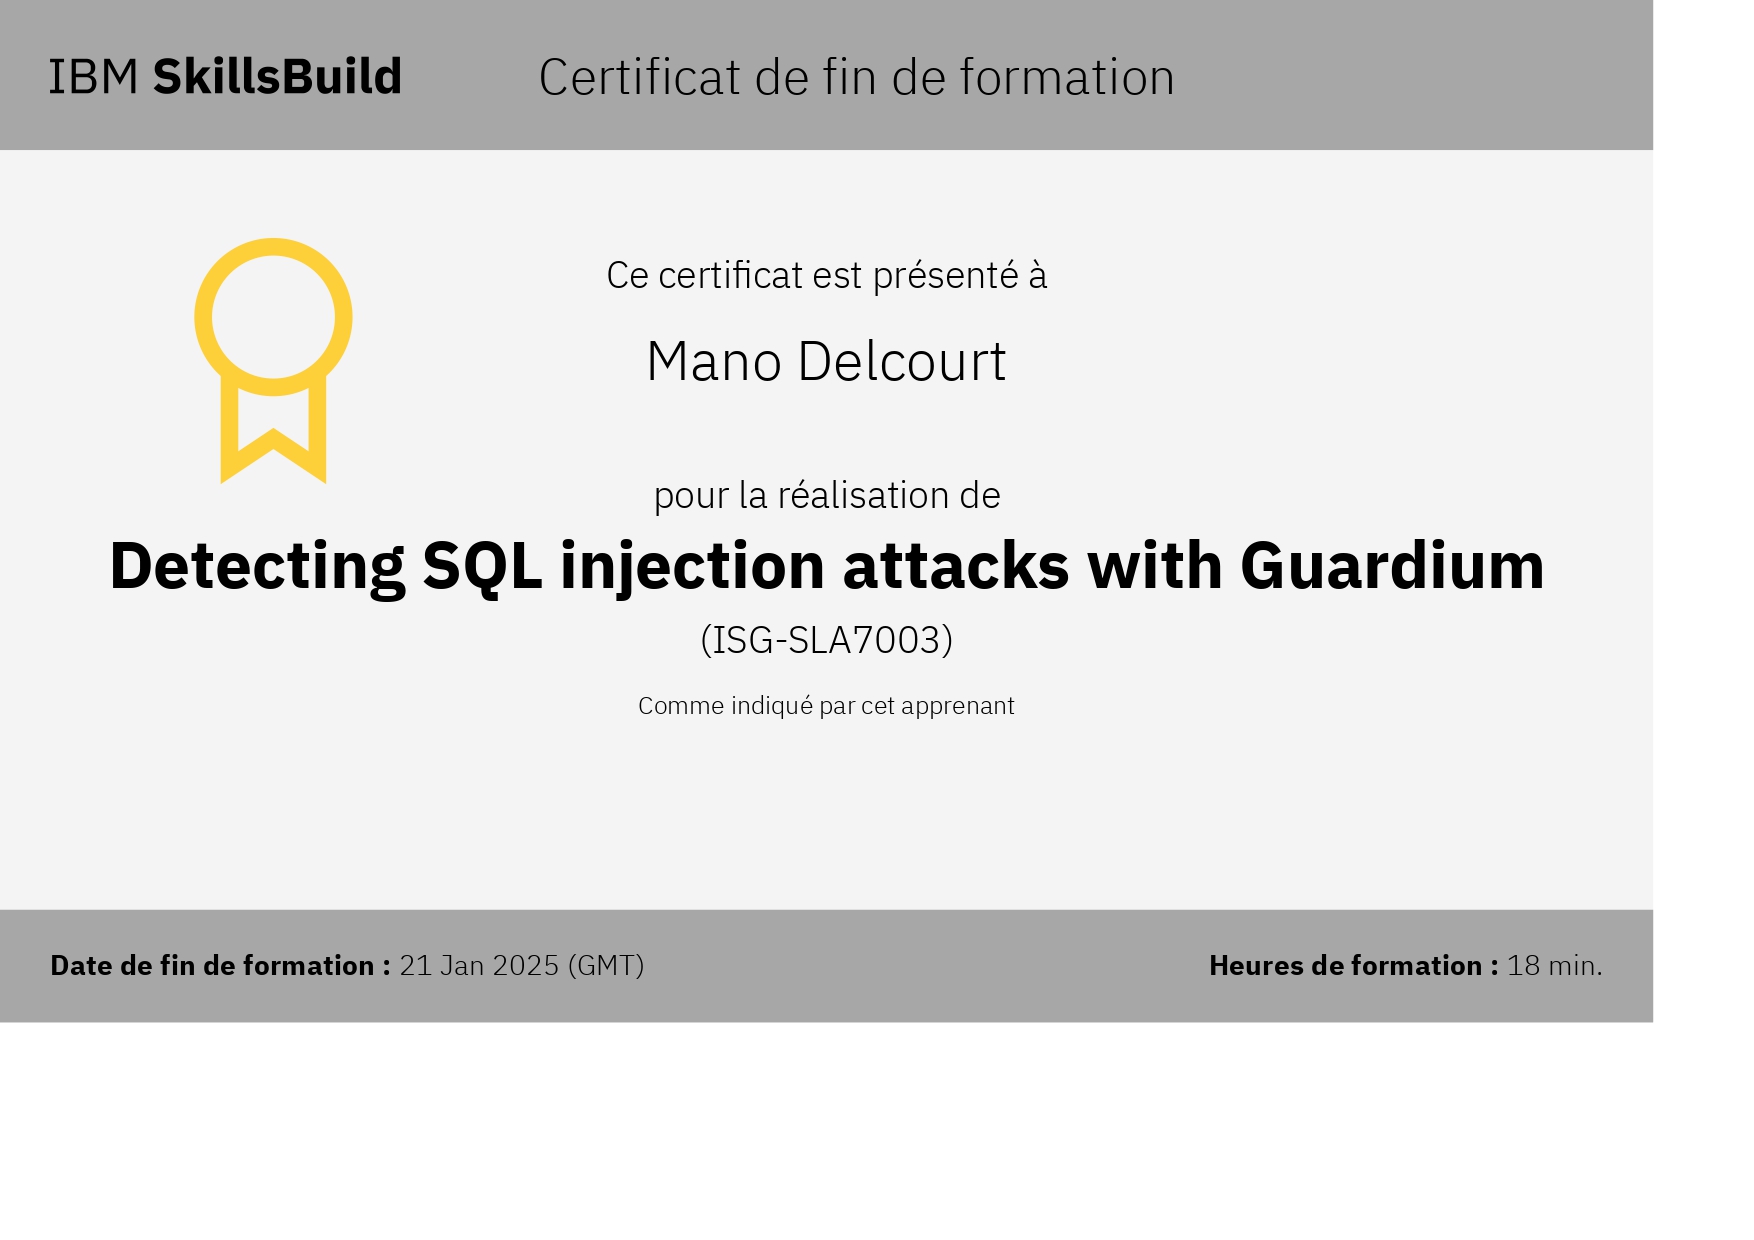 IBM SkillsBuild
Certificat de fin de formation
Ce certificat est présenté à
Mano Delcourt
pour la réalisation de
Detecting SQL injection attacks with Guardium
(ISG-SLA7003)
Comme indiqué par cet apprenant
Date de fin de formation : 21 Jan 2025 (GMT)
Heures de formation : 18 min.